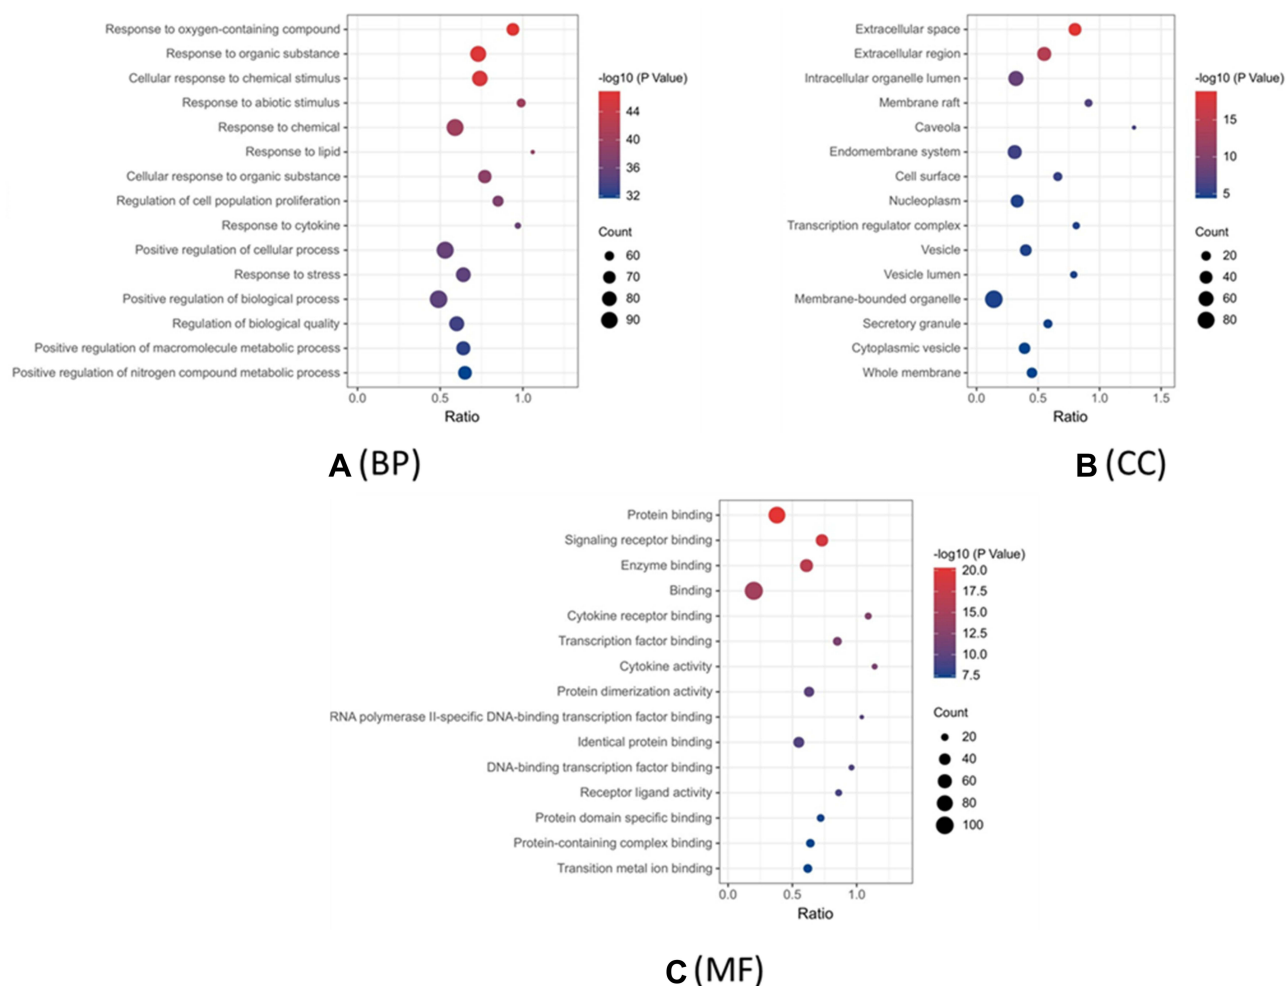 Response to oxygen-containing compound
Response to organic substance
Cellular response to chemical stimulus
Response to abiotic stimulus
Response to chemical
Response to lipid
Cellular response to organic substance
Regulation of cell population proliferation
Response to cytokine
Positive regulation of cellular process
Response to stress
Positive regulation of biological process
Regulation of biological quality
Positive regulation of macromolecule metabolic process
Positive regulation of nitrogen compound metabolic process
0.0 0.5 1.0
Ratio
-log10 (P Value)
44
40
36
32
Count
60
70
80
90
A (BP)
Extracellular space
Extracellular region
Intracellular organelle lumen
Membrane raft
Caveola
Endomembrane system
Cell surface
Nucleoplasm
Transcription regulator complex
Vesicle
Vesicle lumen
Membrane-bounded organelle
Secretory granule
Cytoplasmic vesicle
Whole membrane
0.0 0.5 1.0 1.5
Ratio
-log10 (P Value)
15
10
5
Count
20
40
60
80
B (CC)
Protein binding
Signaling receptor binding
Enzyme binding
Binding
Cytokine receptor binding
Transcription factor binding
Cytokine activity
Protein dimerization activity
RNA polymerase II-specific DNA-binding transcription factor binding
Identical protein binding
DNA-binding transcription factor binding
Receptor ligand activity
Protein domain specific binding
Protein-containing complex binding
Transition metal ion binding
0.0 0.5 1.0
Ratio
-log10 (P Value)
20.0
17.5
15.0
12.5
10.0
7.5
Count
20
40
60
80
100
C (MF)